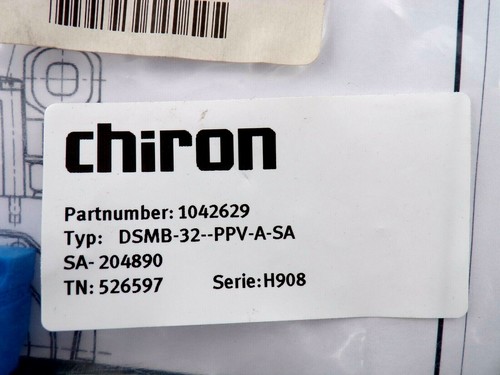 chiron
Partnumber: 1042629
Typ: DSMB-32--PPV-A-SA
SA- 204890
TN: 526597 Serie: H908